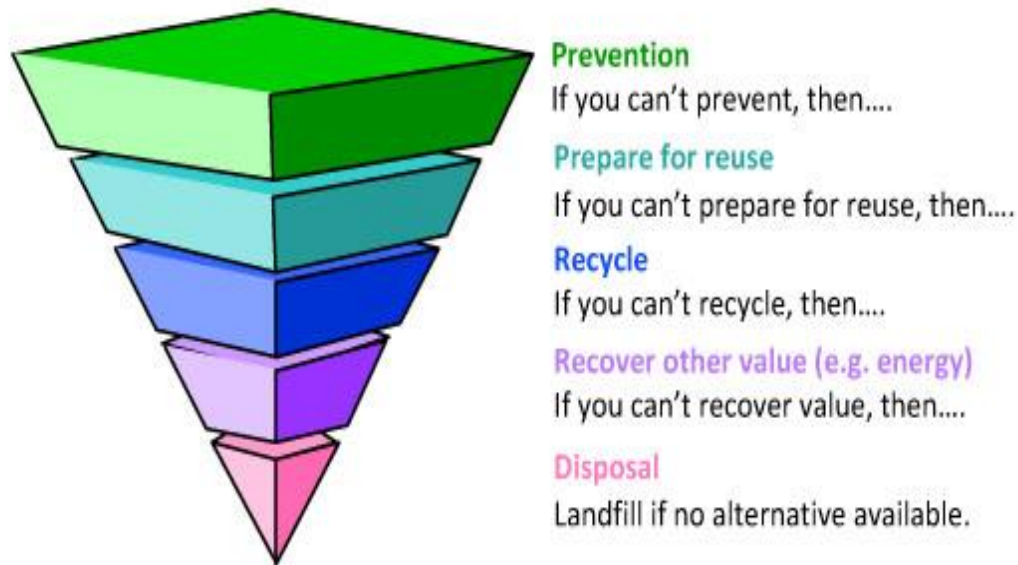 Prevention
If you can't prevent, then....
Prepare for reuse
If you can't prepare for reuse, then....
Recycle
If you can't recycle, then....
Recover other value (e.g. energy)
If you can't recover value, then....
Disposal
Landfill if no alternative available.